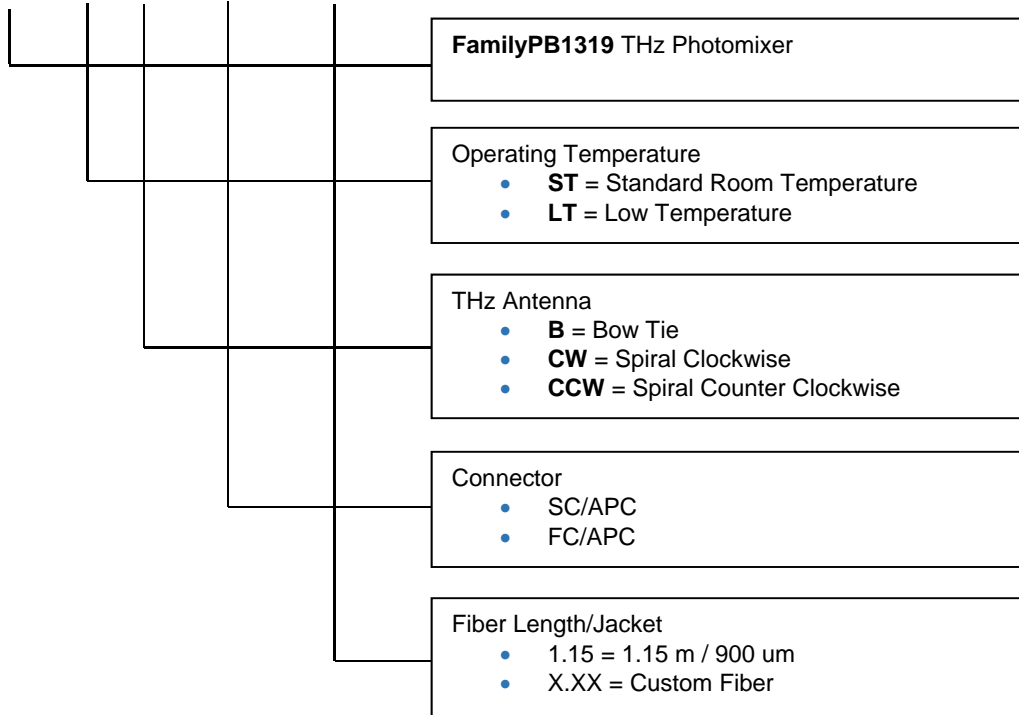 FamilyPB1319 THz Photomixer
Operating Temperature
• ST = Standard Room Temperature
• LT = Low Temperature
THz Antenna
• B = Bow Tie
• CW = Spiral Clockwise
• CCW = Spiral Counter Clockwise
Connector
• SC/APC
• FC/APC
Fiber Length/Jacket
• 1.15 = 1.15 m / 900 um
• X.XX = Custom Fiber